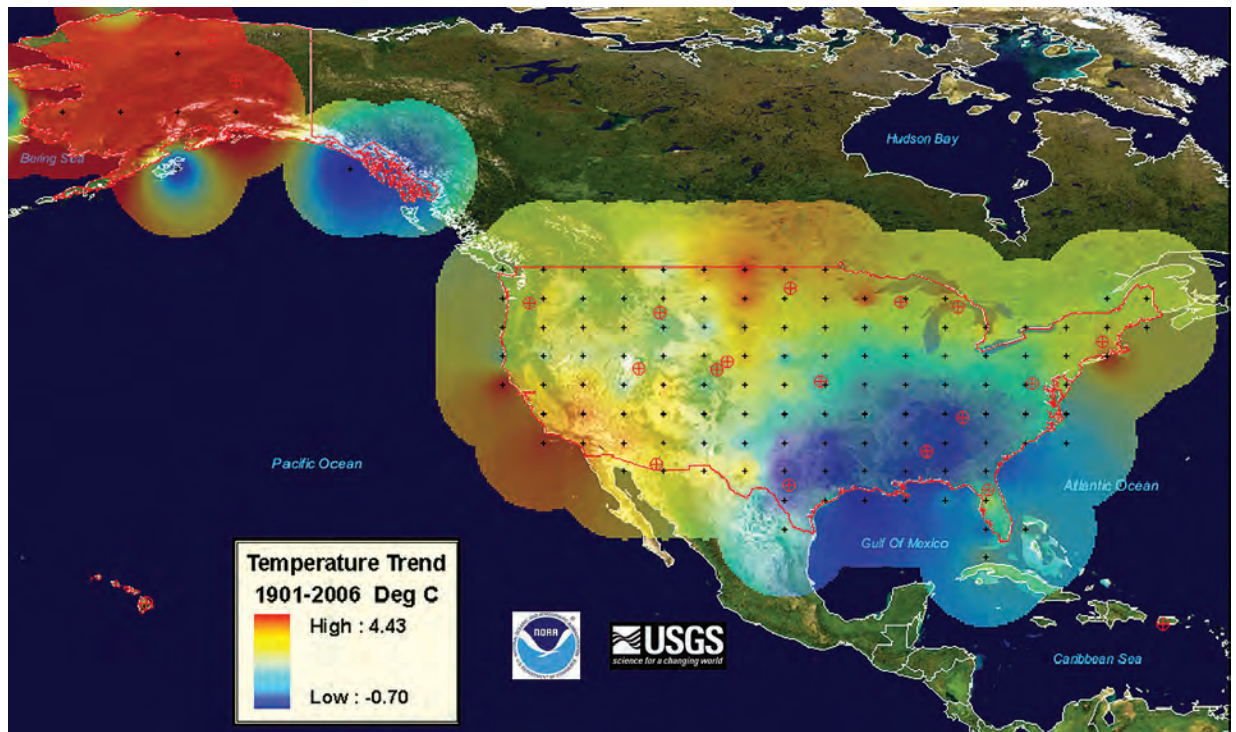 Bering Sea
Hudson Bay
Pacific Ocean
Atlantic Ocean
Gulf Of Mexico
Caribbean Sea
Temperature Trend
1901-2006 Deg C
High : 4.43
Low : -0.70
NOAA
USGS
science for a changing world